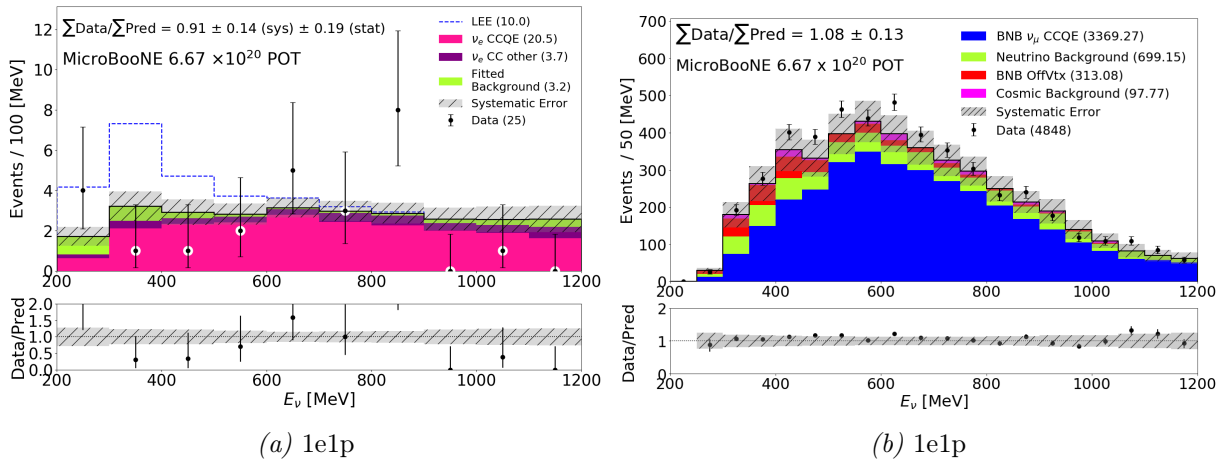 ∑Data/∑Pred = 0.91 ± 0.14 (sys) ± 0.19 (stat)
MicroBooNE 6.67 ×10²⁰ POT
LEE (10.0)
νₑ CCQE (20.5)
νₑ CC other (3.7)
Fitted
Background (3.2)
Systematic Error
Data (25)
Events / 100 [MeV]
12
10
8
6
4
2
0
200 400 600 800 1000 1200
Data/Pred
2.0
1.5
1.0
0.5
0.0
200 400 600 800 1000 1200
Eν [MeV]
(a) 1e1p
∑Data/∑Pred = 1.08 ± 0.13
MicroBooNE 6.67 x 10²⁰ POT
BNB νμ CCQE (3369.27)
Neutrino Background (699.15)
BNB OffVtx (313.08)
Cosmic Background (97.77)
Systematic Error
Data (4848)
Events / 50 [MeV]
700
600
500
400
300
200
100
0
200 400 600 800 1000 1200
Data/Pred
2
1
0
200 400 600 800 1000 1200
Eν [MeV]
(b) 1e1p